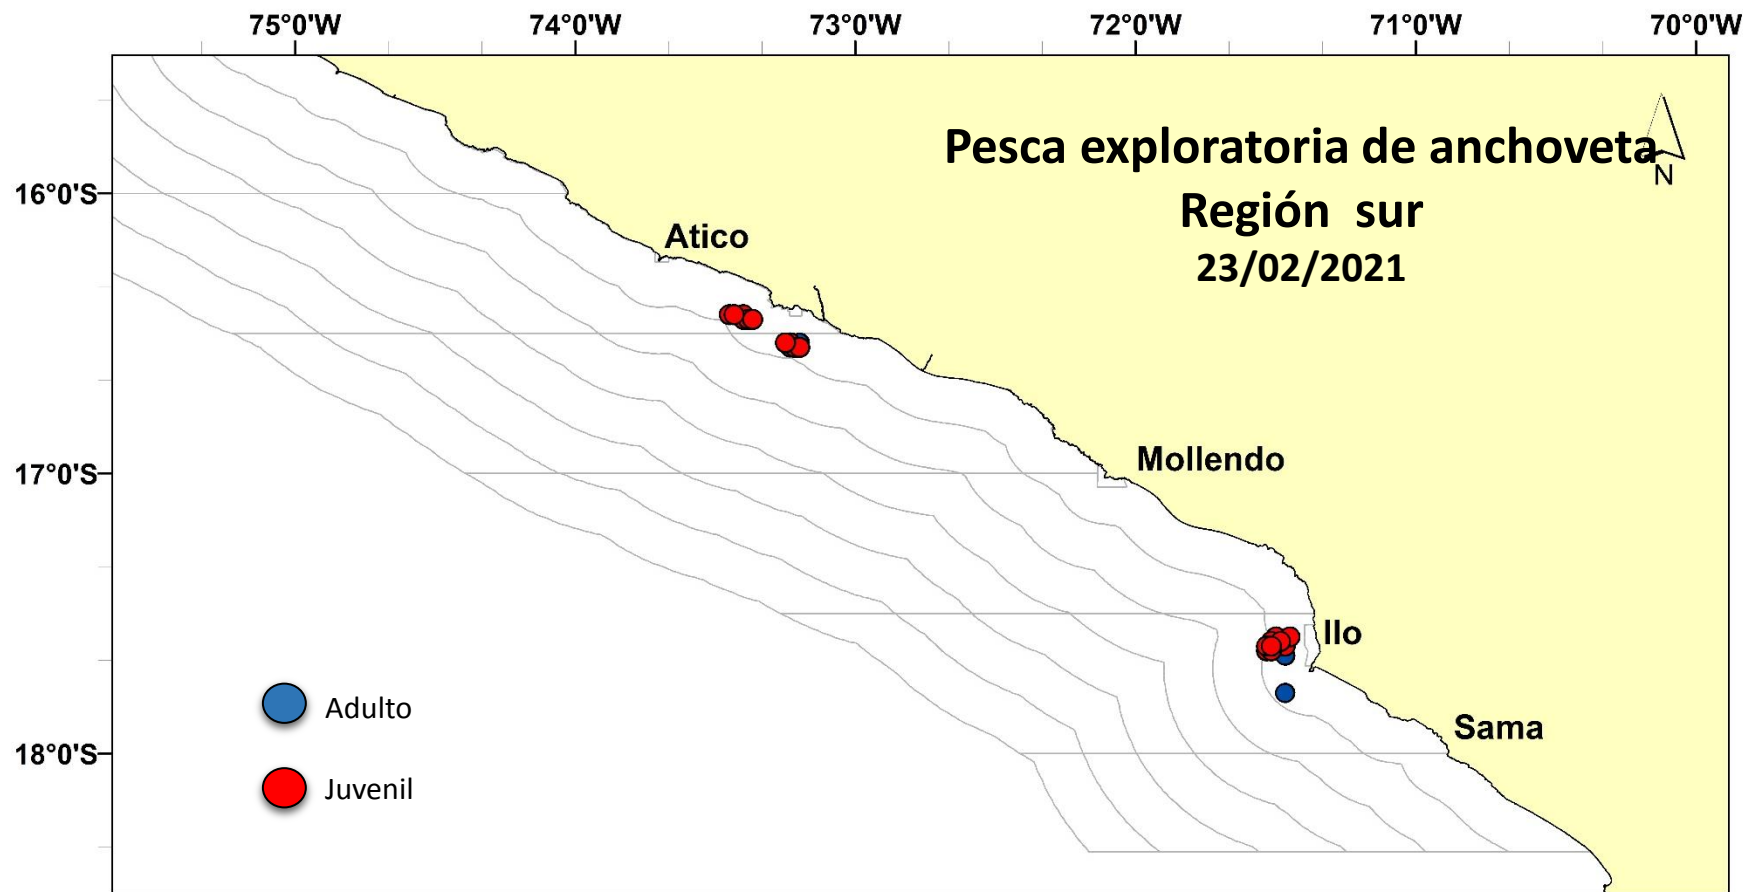 75°0'W 74°0'W 73°0'W 72°0'W 71°0'W 70°0'W
Pesca exploratoria de anchoveta
N
16°0'S
Región sur
Atico
23/02/2021
Mollendo
17°0'S
Ilo
Adulto
Sama
18°0'S
Juvenil